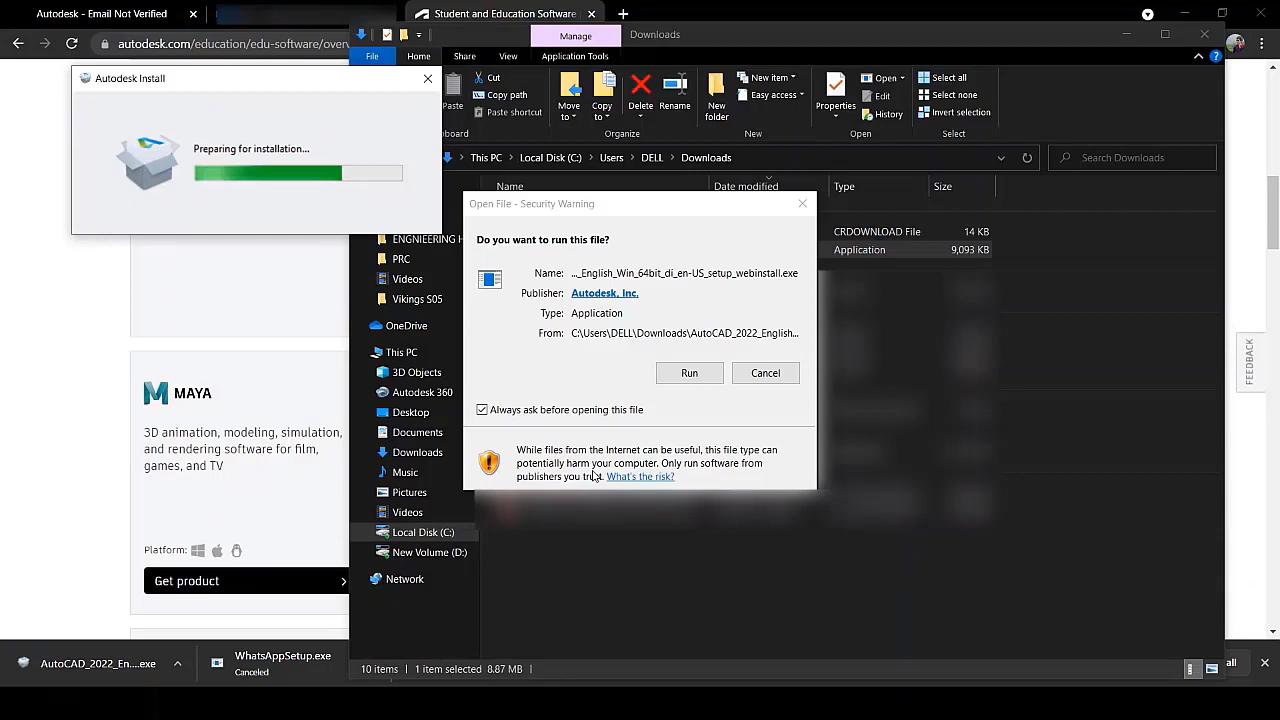 Autodesk - Email Not Verified
Student and Education Software
autodesk.com/education/edu-software/overv
Manage
Downloads
File
Home
Share
View
Application Tools
Autodesk Install
Preparing for installation...
Paste
Cut
Copy path
Paste shortcut
Move to
Copy to
Delete
Rename
New folder
New item
Easy access
Properties
Open
Edit
History
Select all
Select none
Invert selection
board
Organize
New
Open
Select
This PC
Local Disk (C:)
Users
DELL
Downloads
Search Downloads
Name
Date modified
Type
Size
CRDOWNLOAD File
14 KB
Application
9,093 KB
ENGNIEERING H
PRC
Videos
Vikings S05
OneDrive
This PC
3D Objects
Autodesk 360
Desktop
Documents
Downloads
Music
Pictures
Videos
Local Disk (C:)
New Volume (D:)
Network
Open File - Security Warning
Do you want to run this file?
Name: ..._English_Win_64bit_di_en-US_setup_webinstall.exe
Publisher: Autodesk, Inc.
Type: Application
From: C:\Users\DELL\Downloads\AutoCAD_2022_English...
Run
Cancel
Always ask before opening this file
While files from the Internet can be useful, this file type can
potentially harm your computer. Only run software from
publishers you trust. What's the risk?
MAYA
3D animation, modeling, simulation,
and rendering software for film,
games, and TV
Platform:
Get product
FEEDBACK
10 items
1 item selected 8.87 MB
AutoCAD_2022_En....exe
WhatsAppSetup.exe
Canceled
all